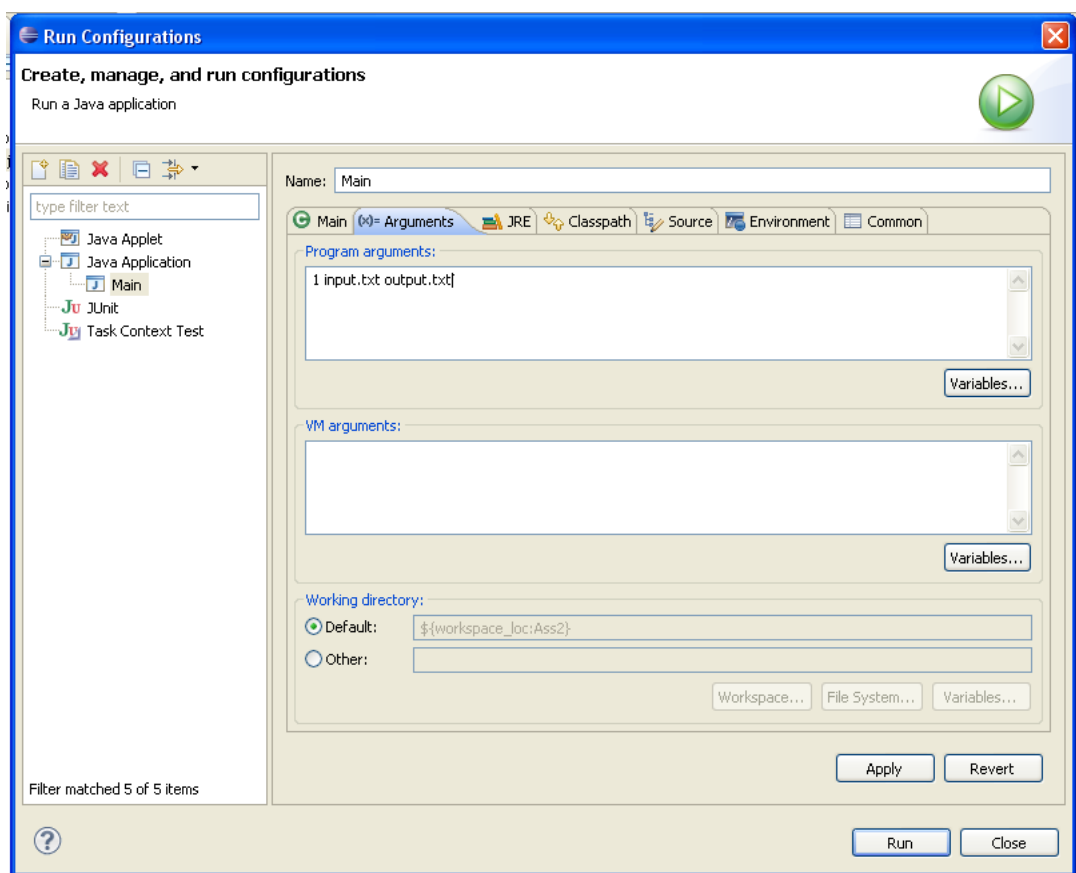 Run Configurations
Create, manage, and run configurations
Run a Java application
type filter text
Java Applet
Java Application
Main
JUnit
Task Context Test
Filter matched 5 of 5 items
Name: Main
Main (x)= Arguments JRE Classpath Source Environment Common
Program arguments:
1 input.txt output.txt
Variables...
VM arguments:
Variables...
Working directory:
Default: ${workspace_loc:Ass2}
Other:
Workspace... File System... Variables...
Apply Revert
Run Close